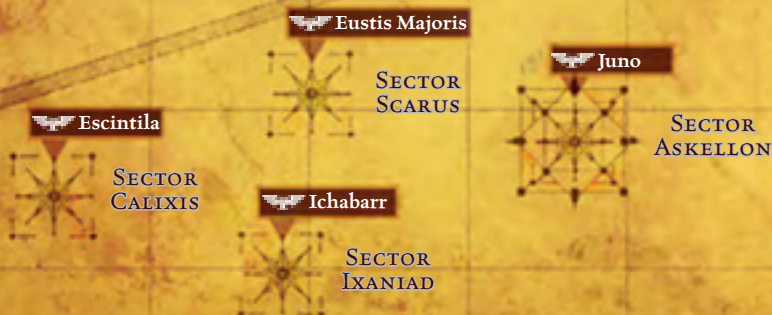 Eustis Majoris
SECTOR
SCARUS
Juno
SECTOR
ASKELLON
Escintila
SECTOR
CALIXIS
Ichabarr
SECTOR
IXANIAD